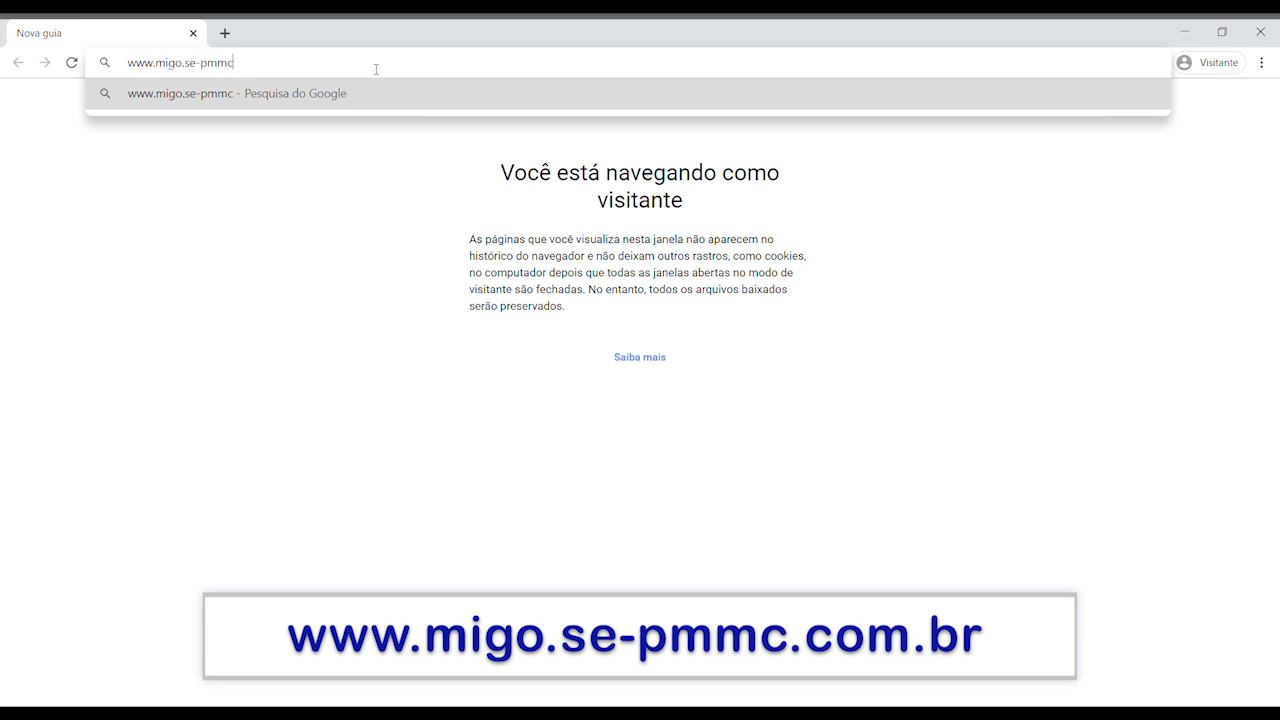 Nova guia
www.migo.se-pmmc
Visitante
www.migo.se-pmmc - Pesquisa do Google
Você está navegando como
visitante
As páginas que você visualiza nesta janela não aparecem no
histórico do navegador e não deixam outros rastros, como cookies,
no computador depois que todas as janelas abertas no modo de
visitante são fechadas. No entanto, todos os arquivos baixados
serão preservados.
Saiba mais
www.migo.se-pmmc.com.br